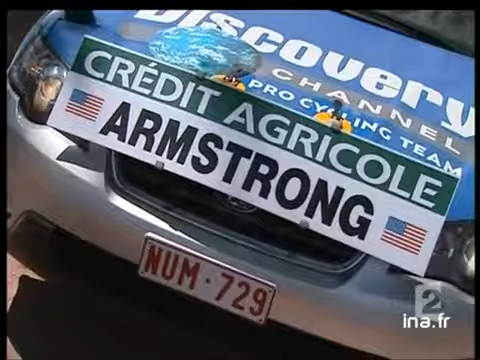 Discovery
CHANNEL
PRO CYCLING TEAM
CRÉDIT AGRICOLE
ARMSTRONG
NUM·729
2
ina.fr